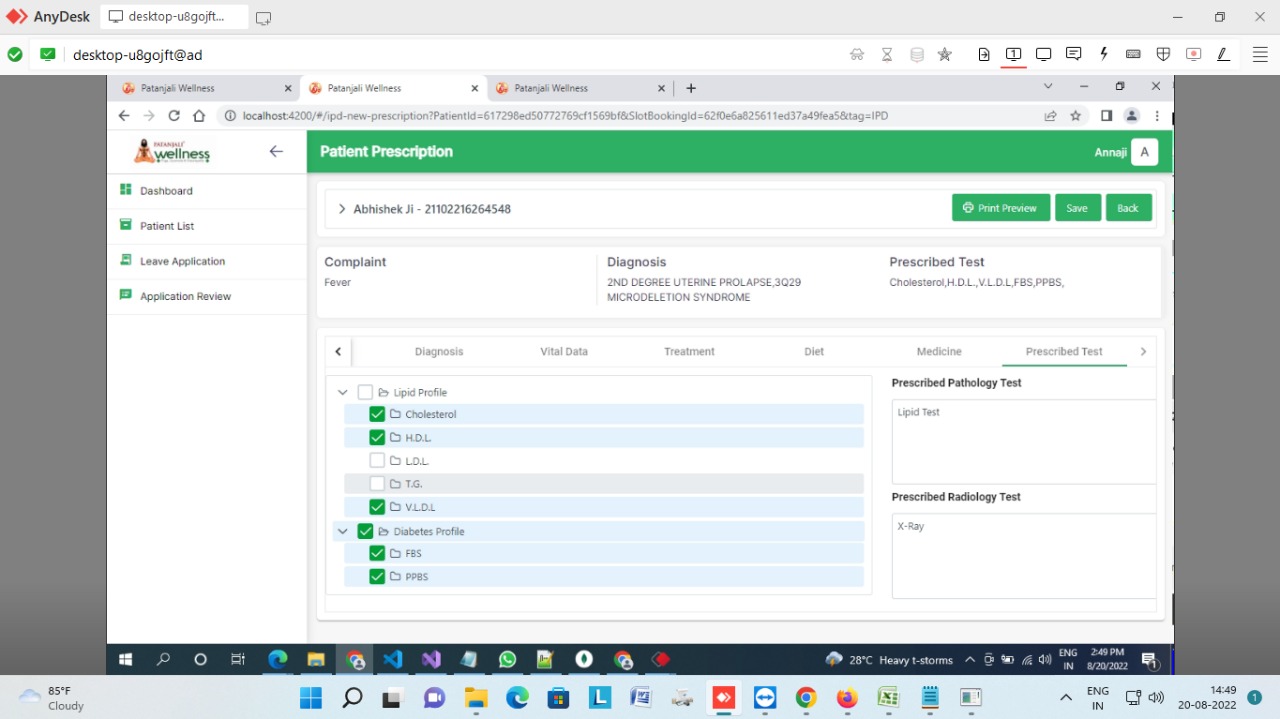 AnyDesk
desktop-u8gojft...
desktop-u8gojft@ad
Patanjali Wellness
Patanjali Wellness
Patanjali Wellness
localhost:4200/#/ipd-new-prescription?PatientId=617298ed50772769cf1569bf&SlotBookingId=62f0e6a825611ed37a49fea5&tag=IPD
PATANJALI
wellness
Patient Prescription
Annaji A
Dashboard
Patient List
Leave Application
Application Review
Abhishek Ji - 21102216264548
Print Preview
Save
Back
Complaint
Fever
Diagnosis
2ND DEGREE UTERINE PROLAPSE,3Q29
MICRODELETION SYNDROME
Prescribed Test
Cholesterol,H.D.L.,V.L.D.L,FBS,PPBS,
Diagnosis
Vital Data
Treatment
Diet
Medicine
Prescribed Test
Lipid Profile
Cholesterol
H.D.L.
L.D.L.
T.G.
V.L.D.L
Diabetes Profile
FBS
PPBS
Prescribed Pathology Test
Lipid Test
Prescribed Radiology Test
X-Ray
28°C Heavy t-storms
ENG
IN
2:49 PM
8/20/2022
1
85°F
Cloudy
ENG
IN
14:49
20-08-2022
1